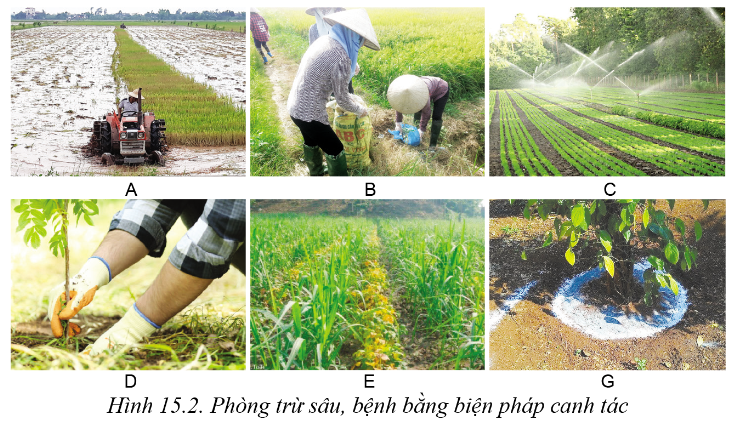 A
B
C
D
E
G
Hình 15.2. Phòng trừ sâu, bệnh bằng biện pháp canh tác